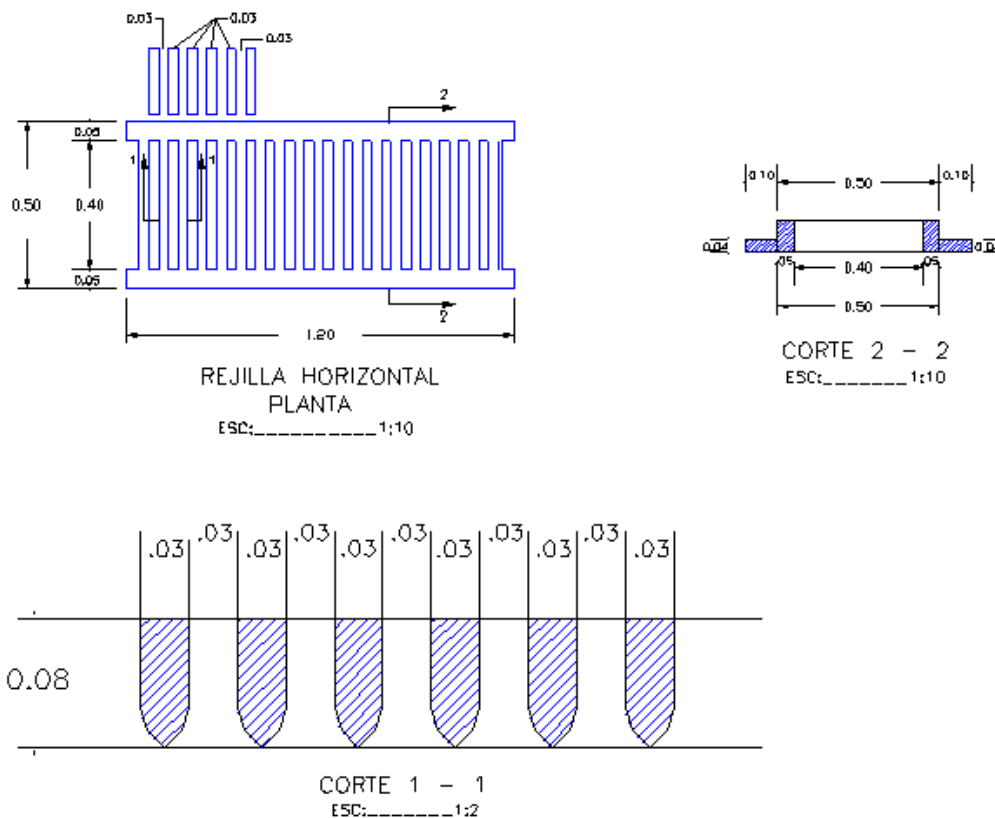 0.03 0.03
0.03
2
0.05
1 1
0.50 0.40
0.05
2
1.20
REJILLA HORIZONTAL
PLANTA
ESC:__________1:10
0.10 0.50 0.10
.05 0.40 .05
0.50
CORTE 2 - 2
ESC:_______1:10
.03 .03 .03 .03 .03
.03 .03 .03 .03 .03 .03
0.08
CORTE 1 - 1
ESC:_______1:2